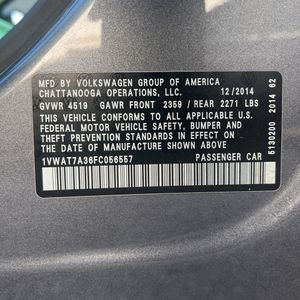 MFD BY VOLKSWAGEN GROUP OF AMERICA
CHATTANOOGA OPERATIONS, LLC. 12/2014
GVWR 4519 GAWR FRONT 2359 / REAR 2271 LBS
THIS VEHICLE CONFORMS TO ALL APPLICABLE U.S.
FEDERAL MOTOR VEHICLE SAFETY, BUMPER AND
THEFT PREVENTION STANDARDS IN EFFECT ON
THE DATE OF MANUFACTURE SHOWN ABOVE
1VWAT7A36FC056557 PASSENGER CAR
5130200 2014 62